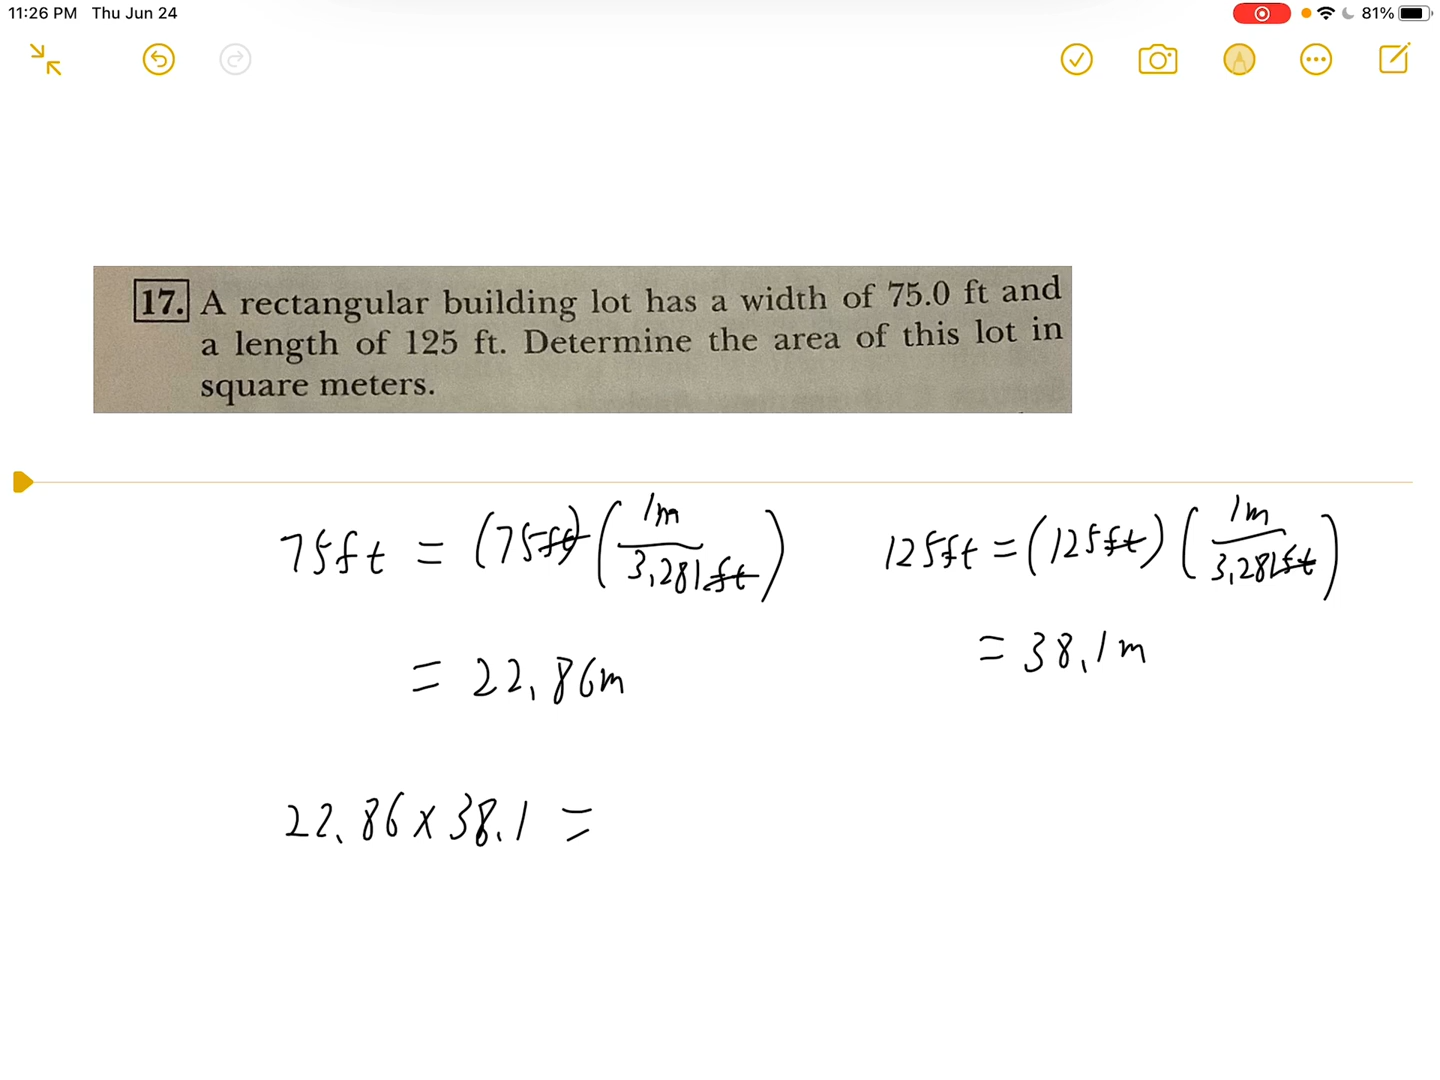 11:26 PM Thu Jun 24
81%
17. A rectangular building lot has a width of 75.0 ft and
a length of 125 ft. Determine the area of this lot in
square meters.
75ft = (75ft) (1m / 3.281ft)
= 22.86m
125ft = (125ft) (1m / 3.281ft)
= 38.1m
22.86 x 38.1 =